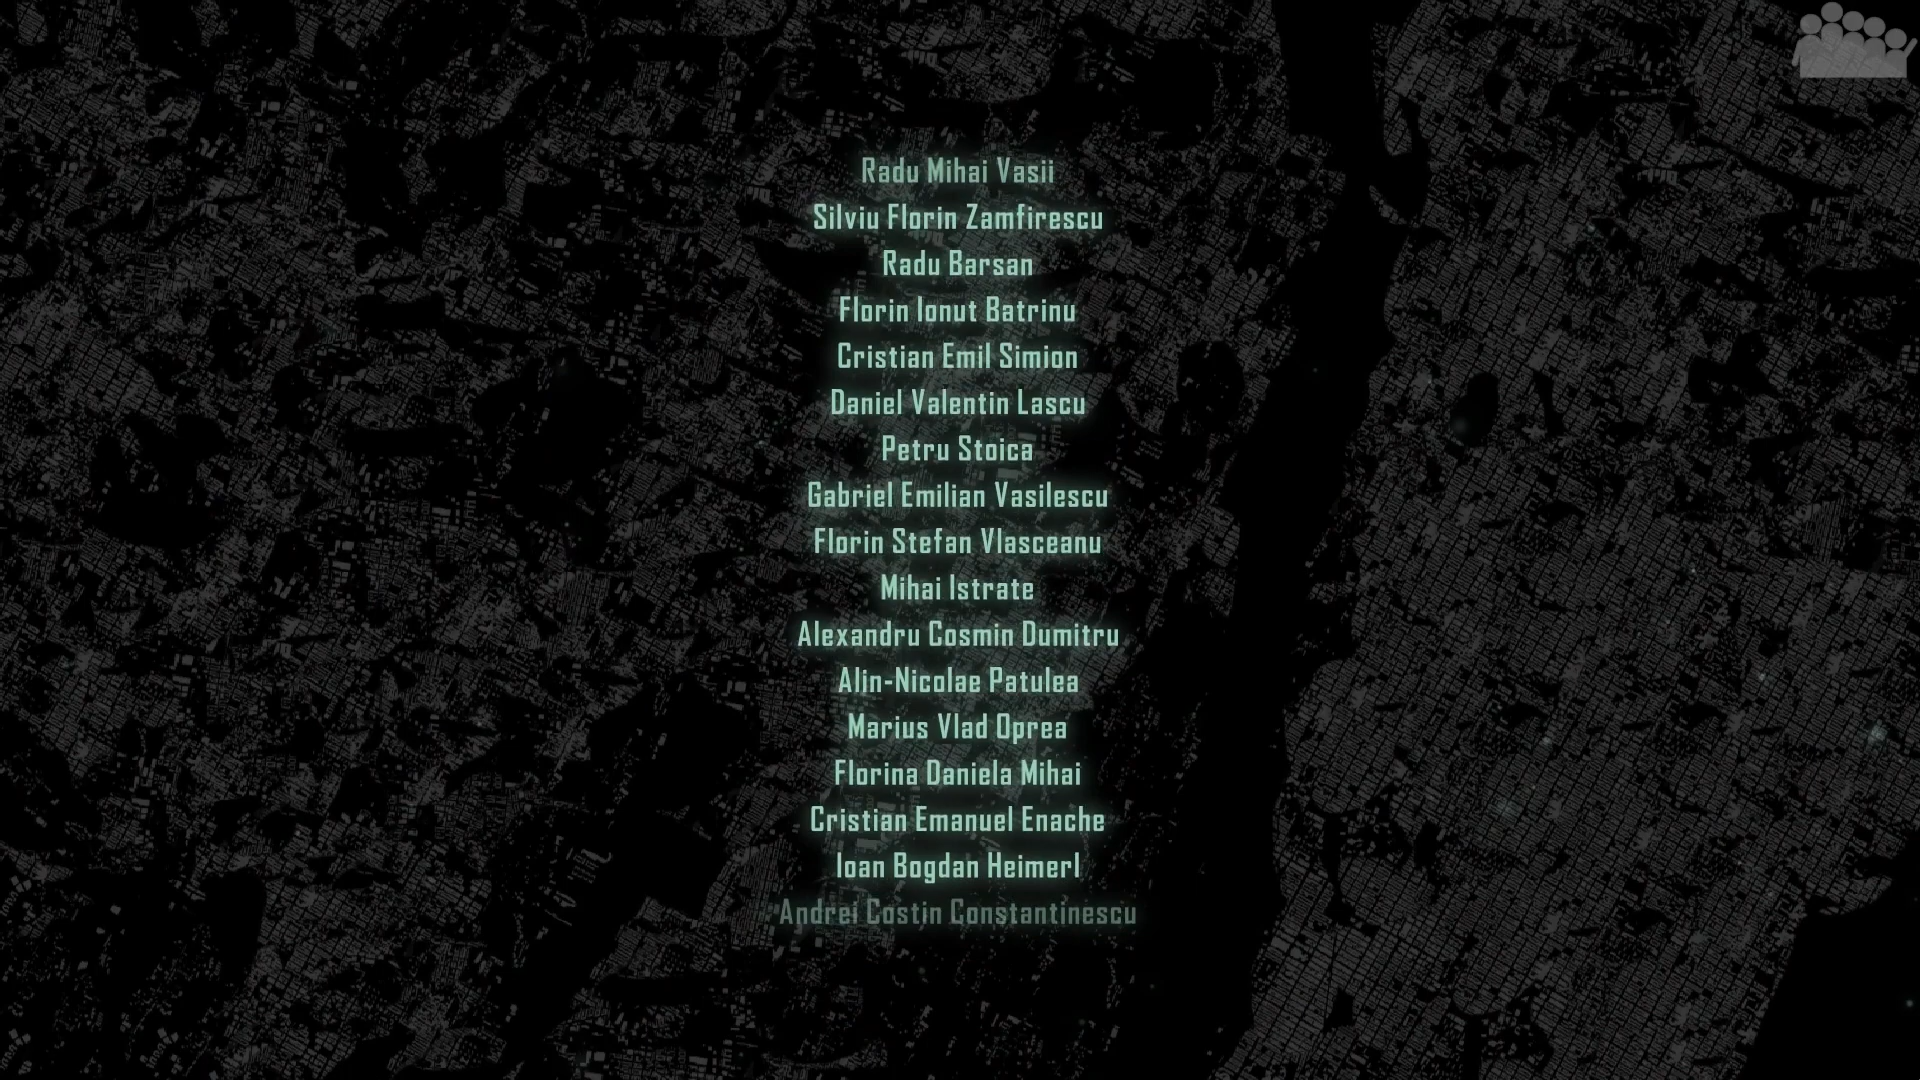 Radu Mihai Vasii
Silviu Florin Zamfirescu
Radu Barsan
Florin Ionut Batrinu
Cristian Emil Simion
Daniel Valentin Lascu
Petru Stoica
Gabriel Emilian Vasilescu
Florin Stefan Vlasceanu
Mihai Istrate
Alexandru Cosmin Dumitru
Alin-Nicolae Patulea
Marius Vlad Oprea
Florina Daniela Mihai
Cristian Emanuel Enache
Ioan Bogdan Heimerl
Andrei Costin Constantinescu